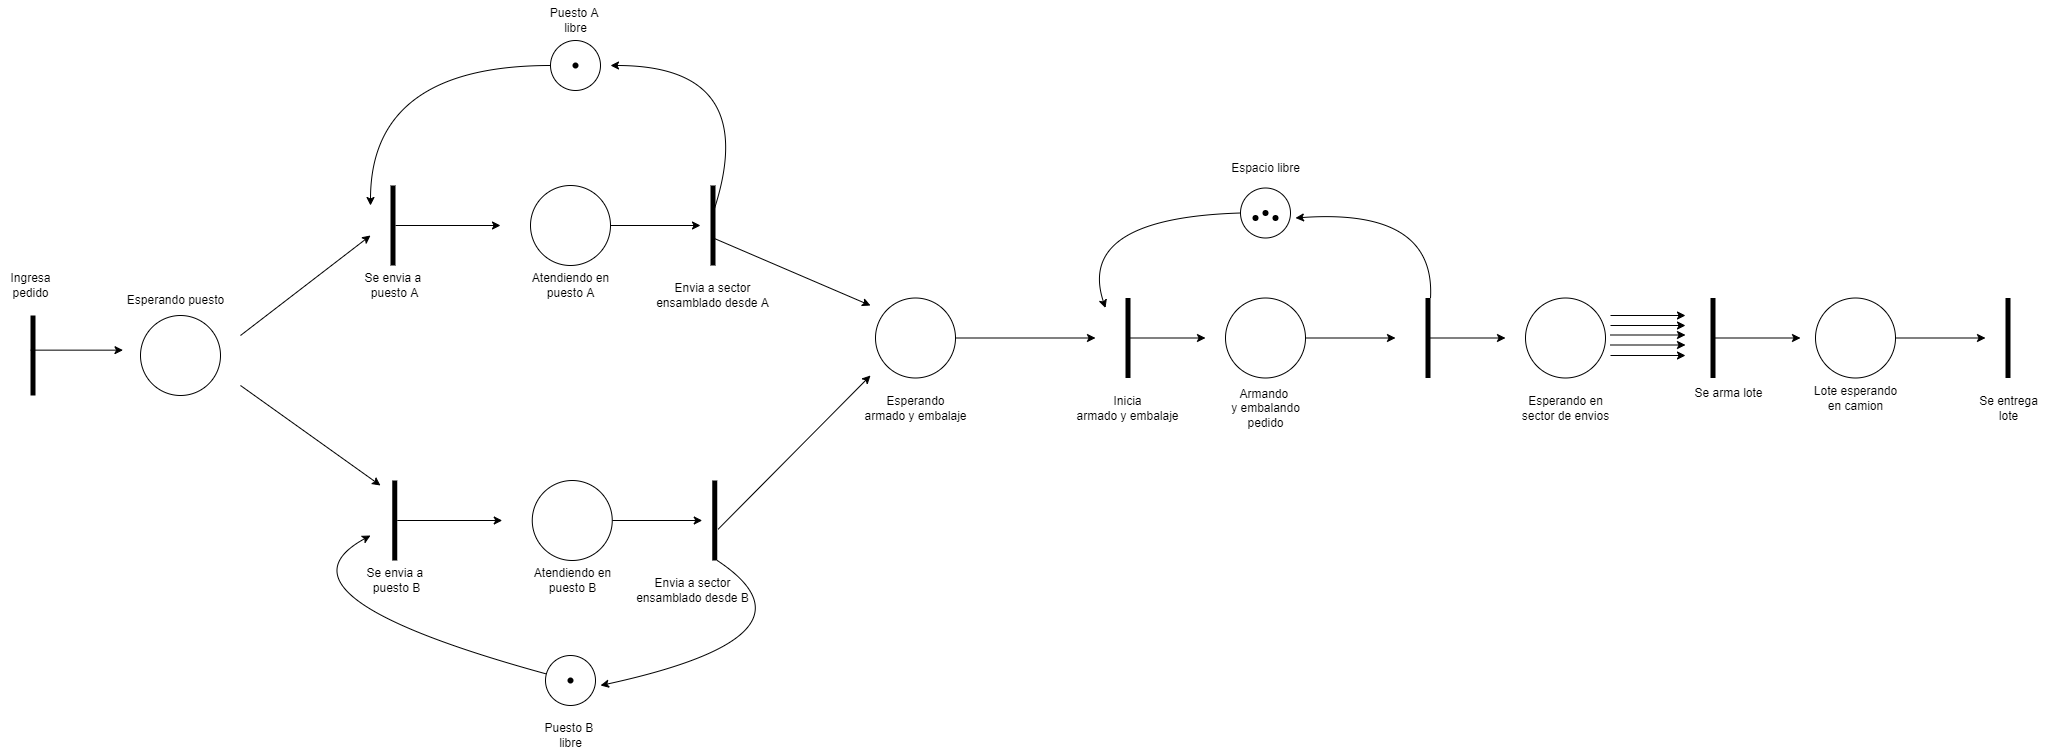 Puesto A
libre
Espacio libre
Ingresa
pedido
Esperando puesto
Se envia a
puesto A
Atendiendo en
puesto A
Envia a sector
ensamblado desde A
Esperando
armado y embalaje
Inicia
armado y embalaje
Armando
y embalando
pedido
Esperando en
sector de envios
Se arma lote
Lote esperando
en camion
Se entrega
lote
Se envia a
puesto B
Atendiendo en
puesto B
Envia a sector
ensamblado desde B
Puesto B
libre